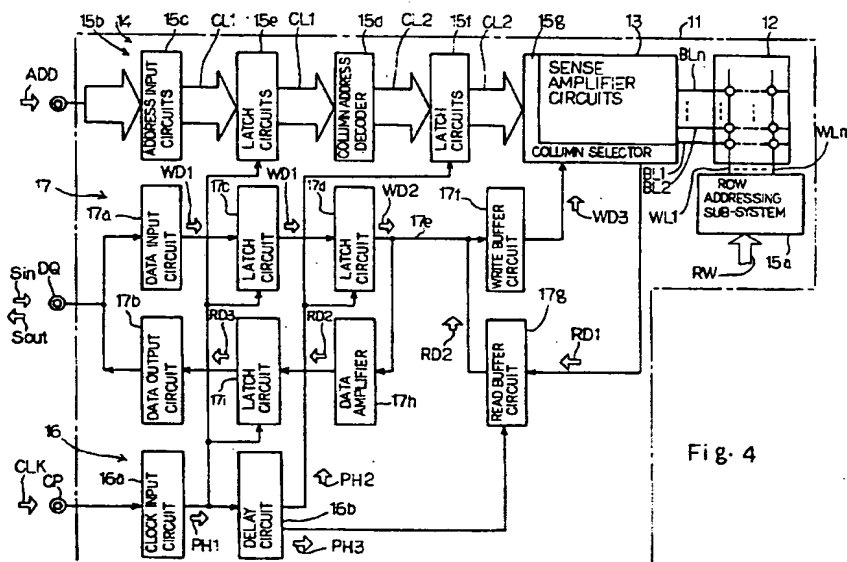 15b
14
15c
CL1
15e
CL1
15d
CL2
15f
CL2
15g
13
11
12
ADD
ADDRESS INPUT CIRCUITS
LATCH CIRCUITS
COLUMN ADDRESS DECODER
LATCH CIRCUITS
SENSE AMPLIFIER CIRCUITS
COLUMN SELECTOR
BLn
BL1
BL2
WLn
WL1
ROW ADDRESSING SUB-SYSTEM
RW
15a
17
17a
WD1
17c
WD1
17d
WD2
17e
17f
WD3
DATA INPUT CIRCUIT
LATCH CIRCUIT
LATCH CIRCUIT
WRITE BUFFER CIRCUIT
Sin
DQ
Sout
17b
RD3
RD2
RD2
17g
RD1
DATA OUTPUT CIRCUIT
LATCH CIRCUIT
17i
DATA AMPLIFIER
17h
READ BUFFER CIRCUIT
16
16a
CLK
CP
CLOCK INPUT CIRCUIT
PH1
DELAY CIRCUIT
16b
PH2
PH3
Fig. 4